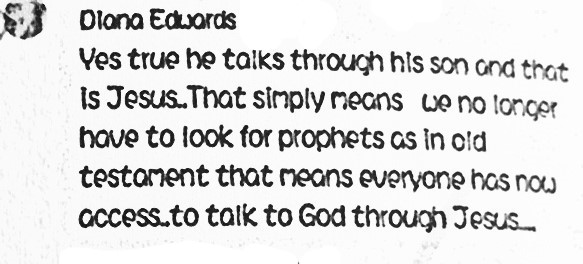 Diana Edwards
Yes true he talks through his son and that
is Jesus..That simply means we no longer
have to look for prophets as in old
testament that means everyone has now
access..to talk to God through Jesus...